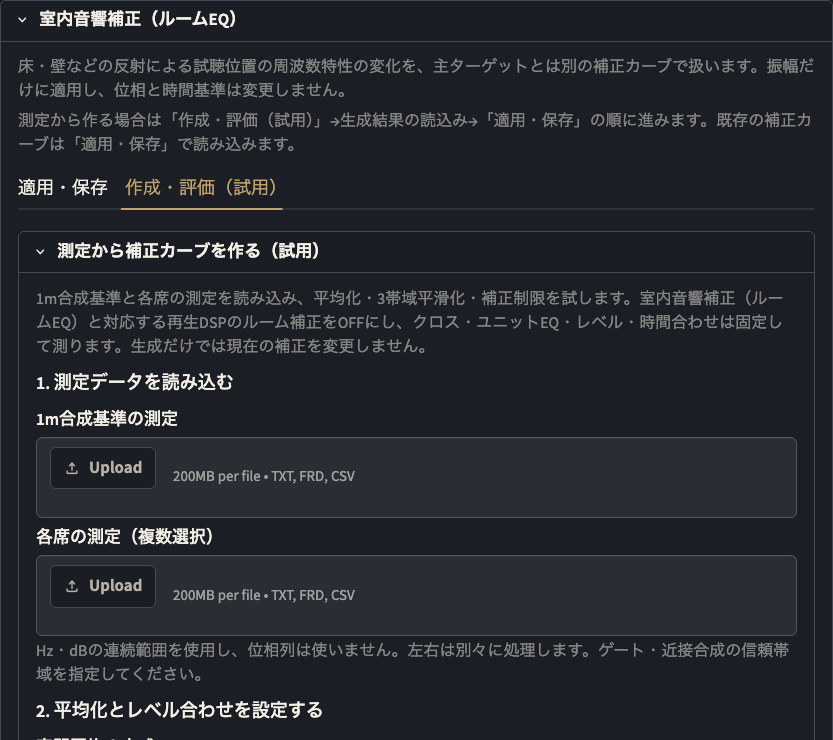 室内音響補正（ルームEQ）
床・壁などの反射による試聴位置の周波数特性の変化を、主ターゲットとは別の補正カーブで扱います。振幅だ
けに適用し、位相と時間基準は変更しません。
測定から作る場合は「作成・評価（試用）」→生成結果の読込み→「適用・保存」の順に進みます。既存の補正カ
ーブは「適用・保存」で読み込みます。
適用・保存 作成・評価（試用）
測定から補正カーブを作る（試用）
1m合成基準と各席の測定を読み込み、平均化・3帯域平滑化・補正制限を試します。室内音響補正（ルー
ムEQ）と対応する再生DSPのルーム補正をOFFにし、クロス・ユニットEQ・レベル・時間合わせは固定し
て測ります。生成だけでは現在の補正を変更しません。
1. 測定データを読み込む
1m合成基準の測定
Upload 200MB per file • TXT, FRD, CSV
各席の測定（複数選択）
Upload 200MB per file • TXT, FRD, CSV
Hz・dBの連続範囲を使用し、位相列は使いません。左右は別々に処理します。ゲート・近接合成の信頼帯
域を指定してください。
2. 平均化とレベル合わせを設定する